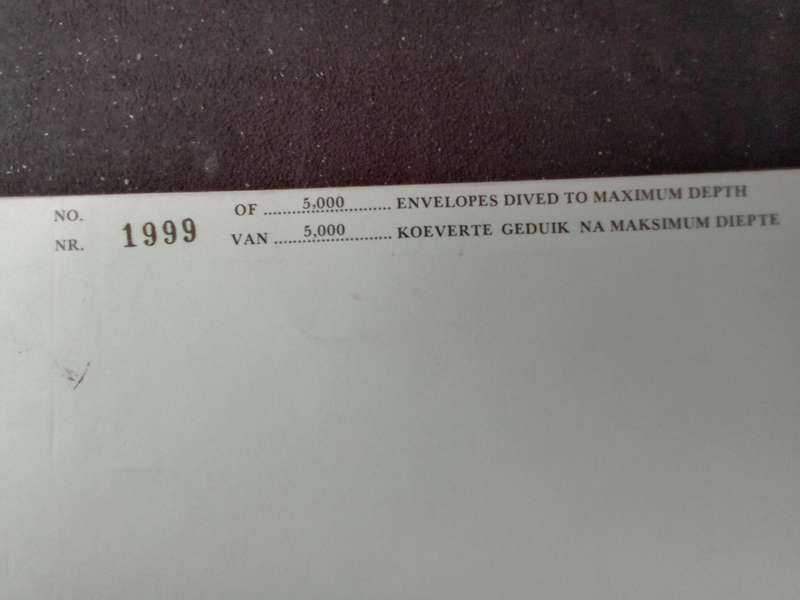 NO. 1999 OF ........5,000........ ENVELOPES DIVED TO MAXIMUM DEPTH
NR. VAN ........5,000........ KOEVERTE GEDUIK NA MAKSIMUM DIEPTE